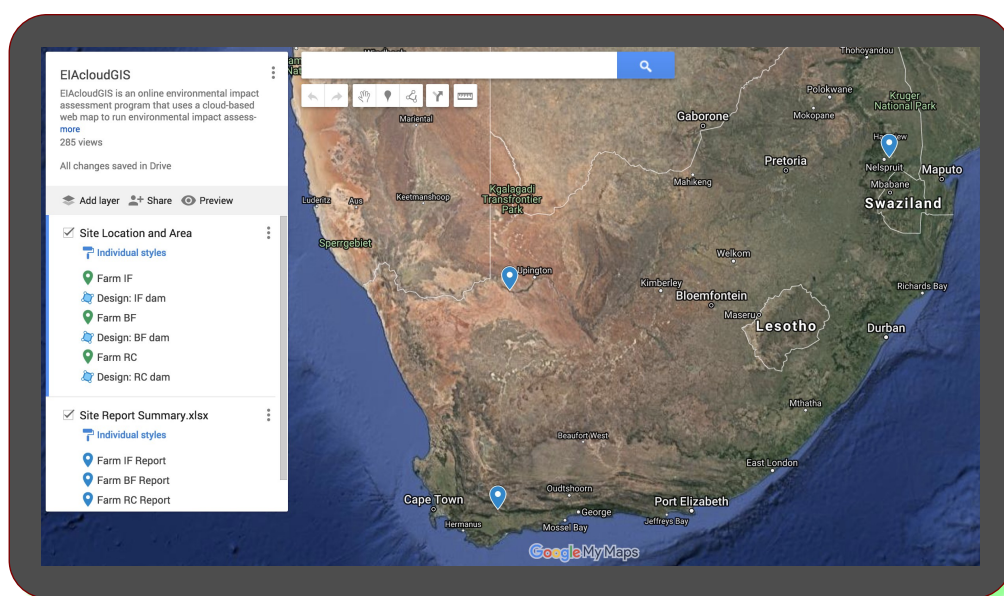 EIAcloudGIS
EIAcloudGIS is an online environmental impact
assessment program that uses a cloud-based
web map to run environmental impact assess-
more
285 views
All changes saved in Drive
Add layer Share Preview
Site Location and Area
Individual styles
Farm IF
Design: IF dam
Farm BF
Design: BF dam
Farm RC
Design: RC dam
Site Report Summary.xlsx
Individual styles
Farm IF Report
Farm BF Report
Farm RC Report
Thohoyandou
Polokwane
Kruger
National Park
Mokopane
Mariental
Gaborone
Pretoria
Nelspruit
Maputo
Mbabane
Mahikeng
Swaziland
Luderitz
Aus
Keetmanshoop
Kgalagadi
Transfrontier
Park
Sperrgebiet
Welkom
Upington
Kimberley
Bloemfontein
Richards Bay
Maseru
Lesotho
Durban
Mthatha
Beaufort West
East London
Cape Town
Oudtshoorn
Port Elizabeth
George
Hermanus
Mossel Bay
Jeffreys Bay
Google My Maps